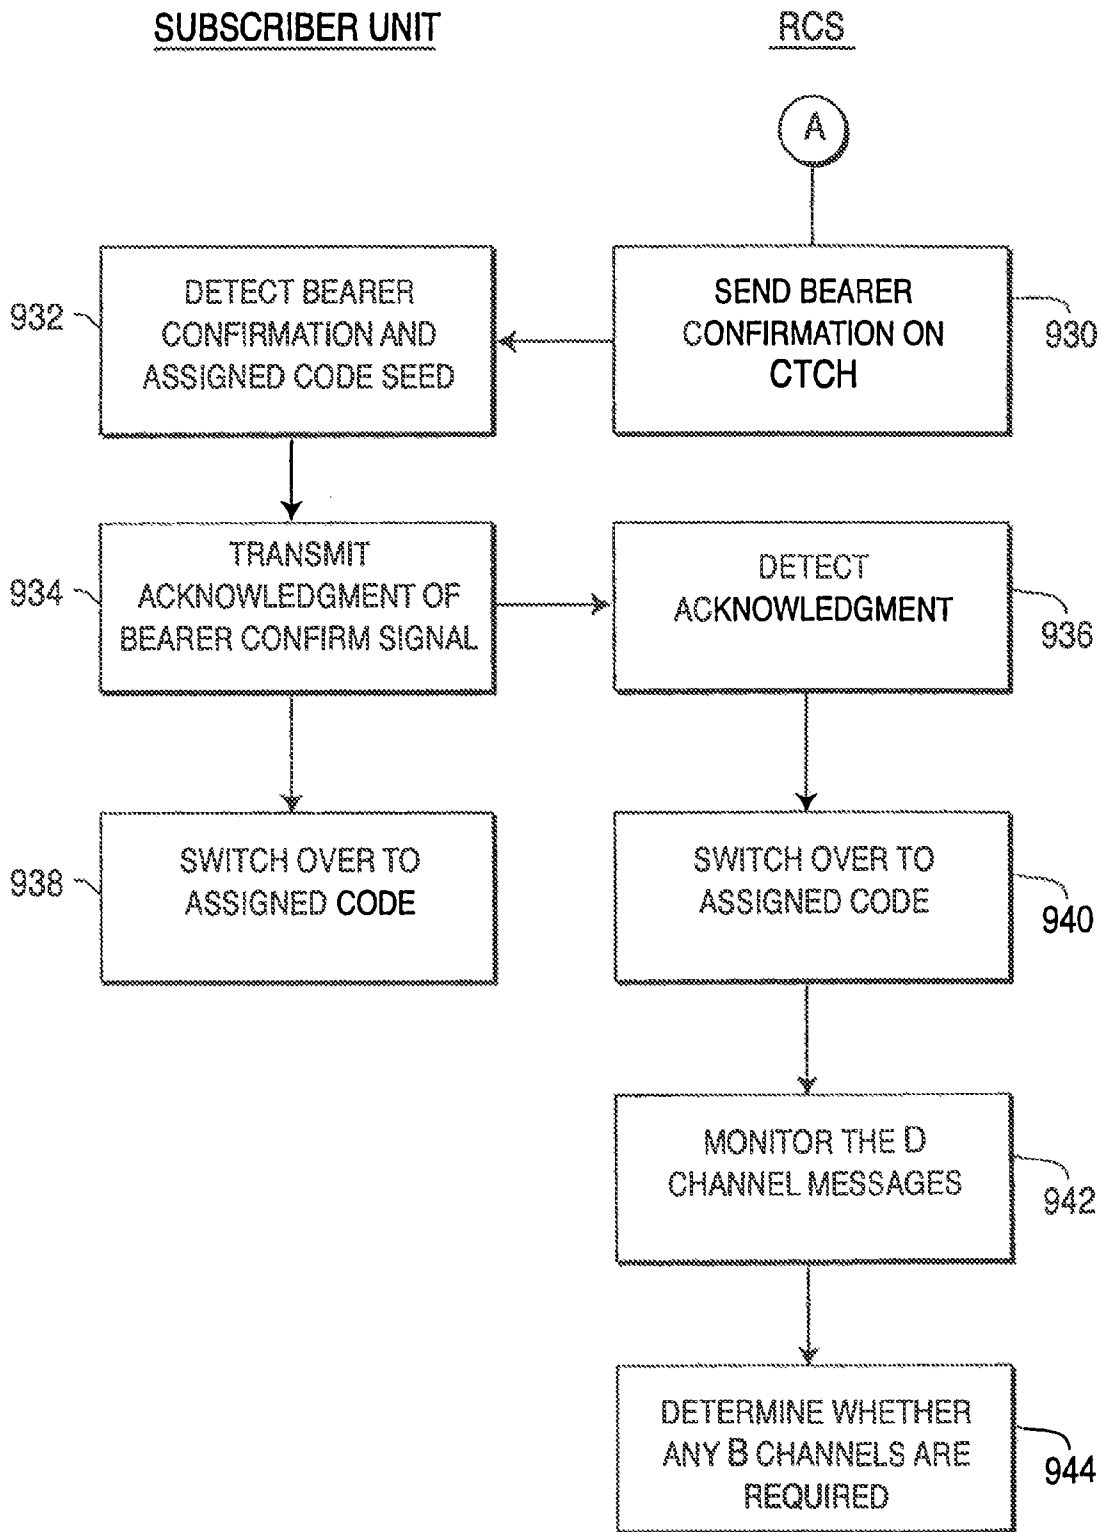 SUBSCRIBER UNIT
RCS
A
932
DETECT BEARER
CONFIRMATION AND
ASSIGNED CODE SEED
SEND BEARER
CONFIRMATION ON
CTCH
930
934
TRANSMIT
ACKNOWLEDGMENT OF
BEARER CONFIRM SIGNAL
DETECT
ACKNOWLEDGMENT
936
938
SWITCH OVER TO
ASSIGNED CODE
SWITCH OVER TO
ASSIGNED CODE
940
MONITOR THE D
CHANNEL MESSAGES
942
DETERMINE WHETHER
ANY B CHANNELS ARE
REQUIRED
944